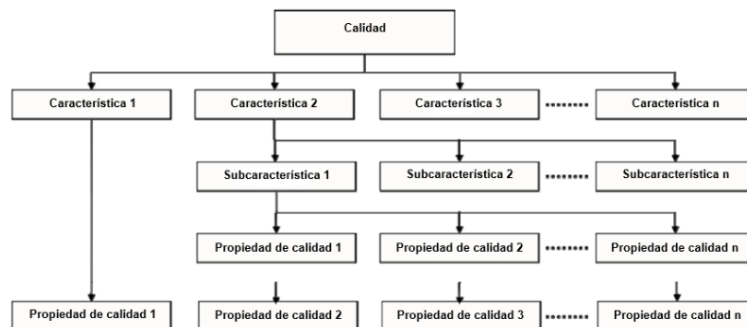 Calidad
Característica 1
Característica 2
Característica 3
Característica n
Subcaracterística 1
Subcaracterística 2
Subcaracterística n
Propiedad de calidad 1
Propiedad de calidad 2
Propiedad de calidad n
Propiedad de calidad 1
Propiedad de calidad 2
Propiedad de calidad 3
Propiedad de calidad n